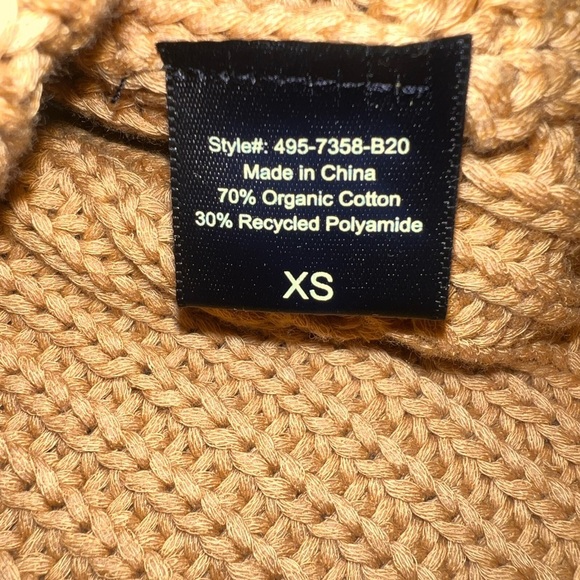 Style#: 495-7358-B20
Made in China
70% Organic Cotton
30% Recycled Polyamide
XS